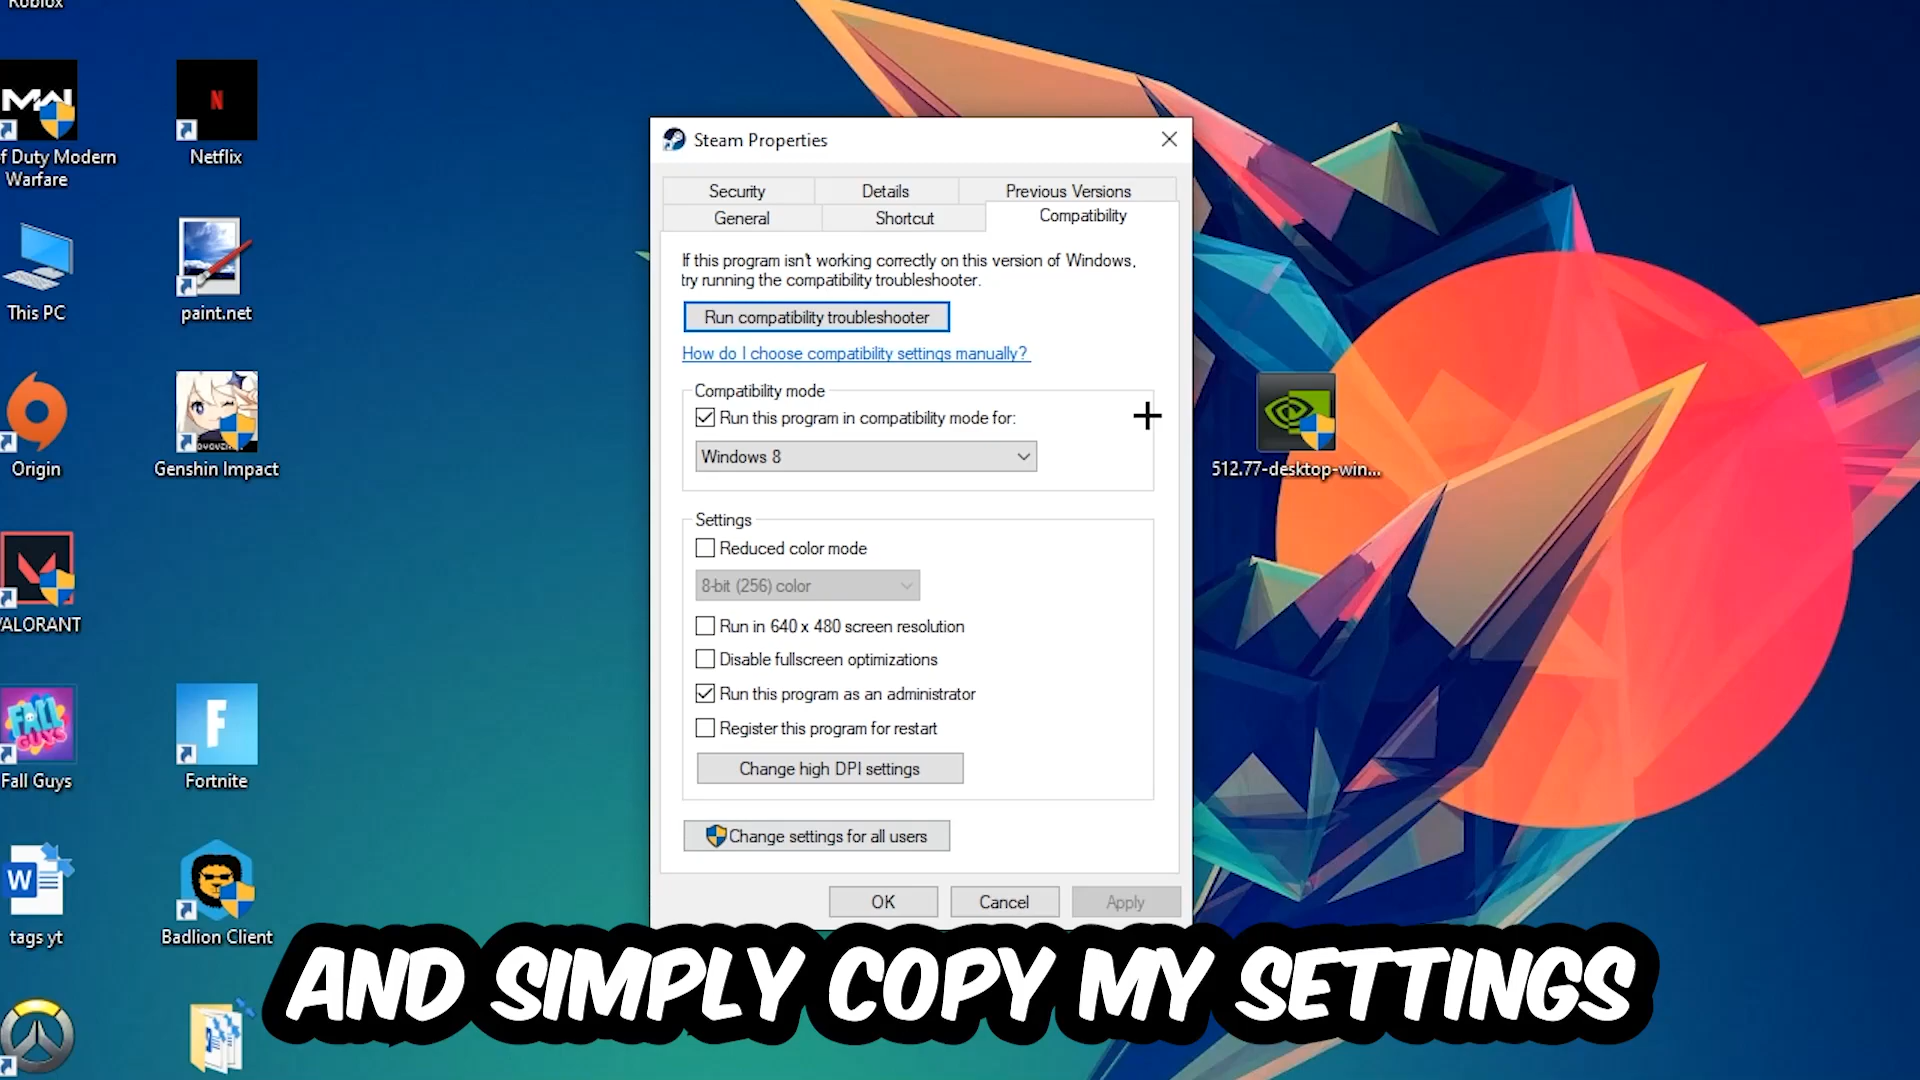 Roblox
f Duty Modern
Warfare
Netflix
This PC
paint.net
Origin
Genshin Impact
VALORANT
Fall Guys
Fortnite
tags yt
Badlion Client
Steam Properties
Security
Details
Previous Versions
General
Shortcut
Compatibility
If this program isn't working correctly on this version of Windows,
try running the compatibility troubleshooter.
Run compatibility troubleshooter
How do I choose compatibility settings manually?
Compatibility mode
Run this program in compatibility mode for:
Windows 8
Settings
Reduced color mode
8-bit (256) color
Run in 640 x 480 screen resolution
Disable fullscreen optimizations
Run this program as an administrator
Register this program for restart
Change high DPI settings
Change settings for all users
OK
Cancel
Apply
512.77-desktop-win...
AND SIMPLY COPY MY SETTINGS
MW
N
FALL
GUYS
F
W